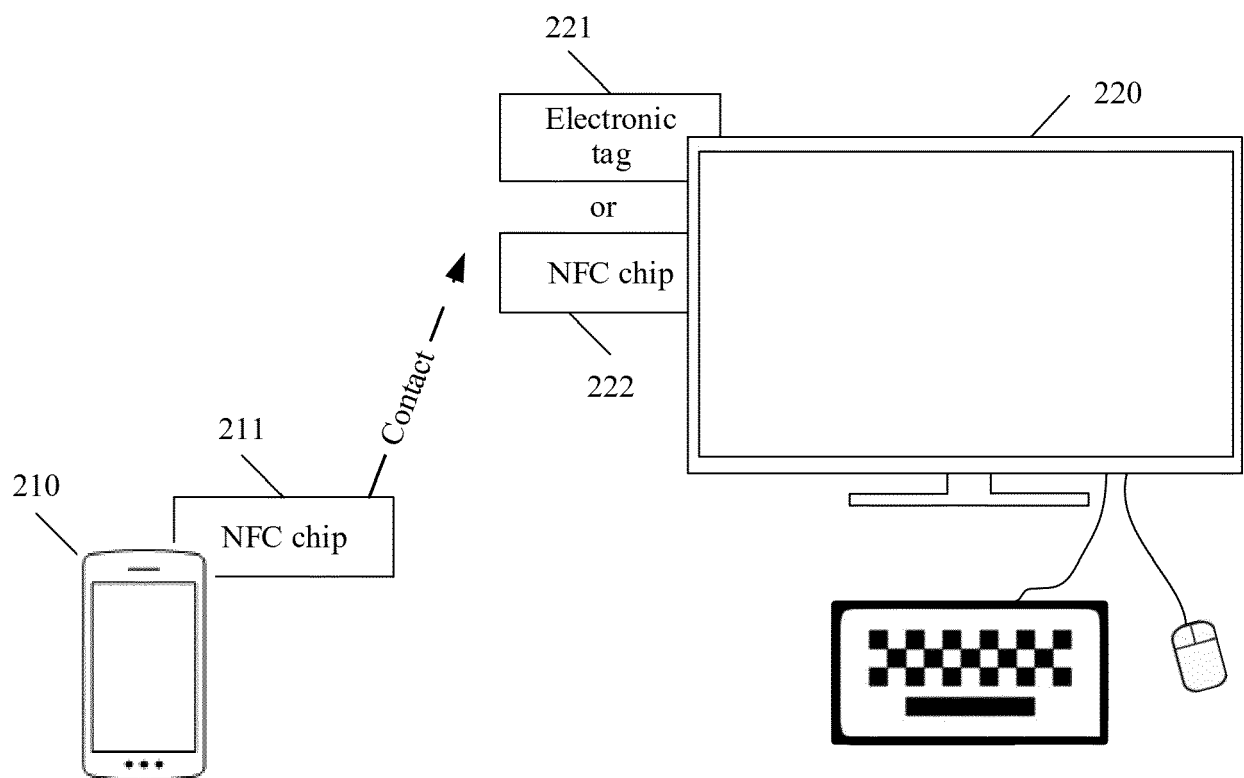 221
Electronic
tag
220
or
NFC chip
222
Contact
211
210
NFC chip